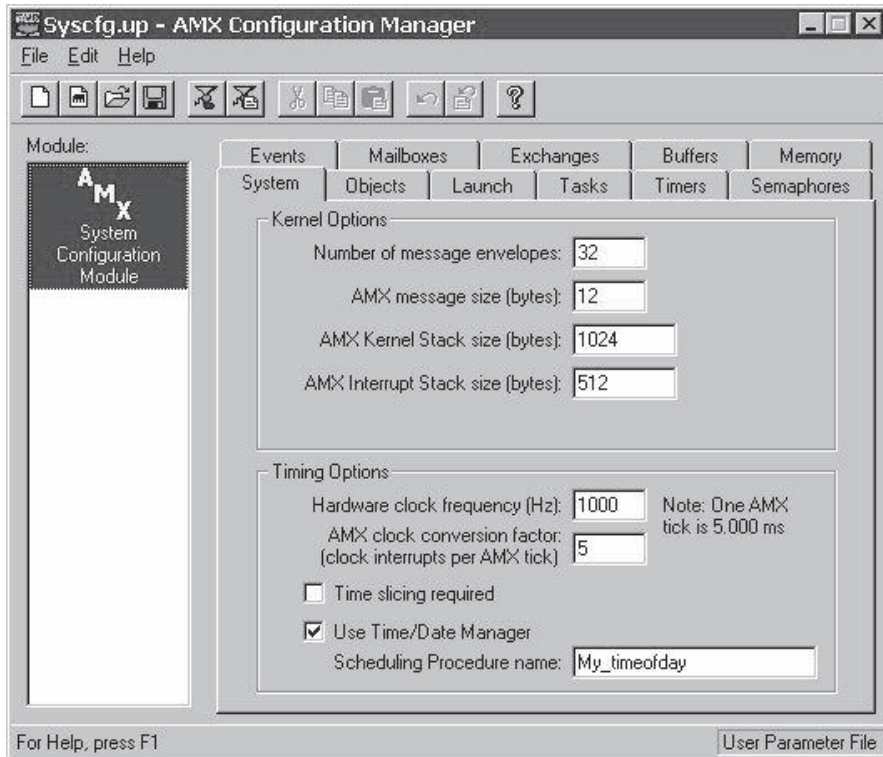 Syscfg.up - AMX Configuration Manager
File Edit Help
Module:
AMX
System
Configuration
Module
Events Mailboxes Exchanges Buffers Memory
System Objects Launch Tasks Timers Semaphores
Kernel Options
Number of message envelopes: 32
AMX message size (bytes): 12
AMX Kernel Stack size (bytes): 1024
AMX Interrupt Stack size (bytes): 512
Timing Options
Hardware clock frequency (Hz): 1000 Note: One AMX
tick is 5.000 ms
AMX clock conversion factor:
(clock interrupts per AMX tick) 5
Time slicing required
Use Time/Date Manager
Scheduling Procedure name: My_timeofday
For Help, press F1 User Parameter File